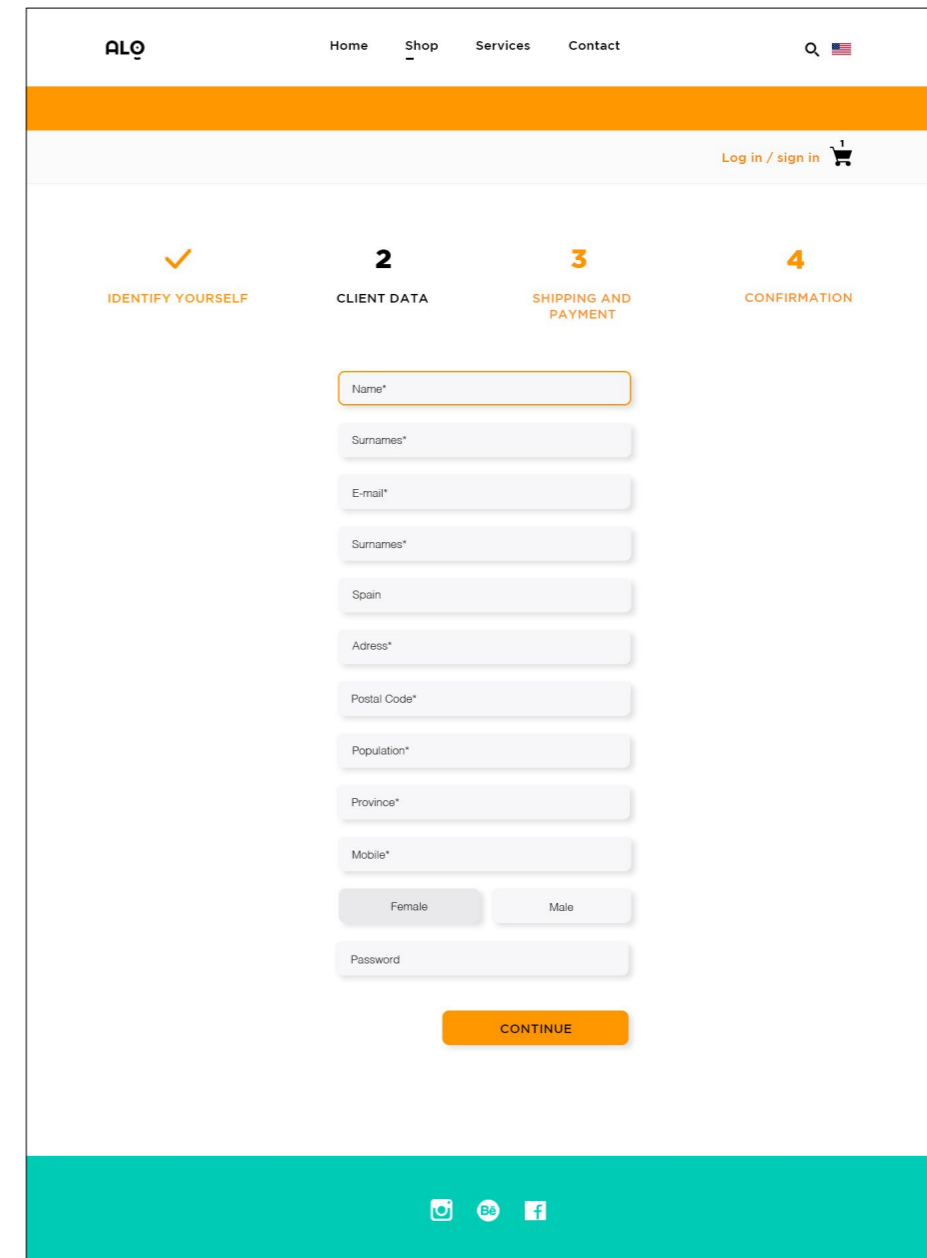 ALO
Home Shop Services Contact
1
Log in / sign in
2 3 4
IDENTIFY YOURSELF CLIENT DATA SHIPPING AND CONFIRMATION
PAYMENT
Name*
Surnames*
E-mail*
Surnames*
Spain
Adress*
Postal Code*
Population*
Province*
Mobile*
Female Male
Password
CONTINUE
Bē f